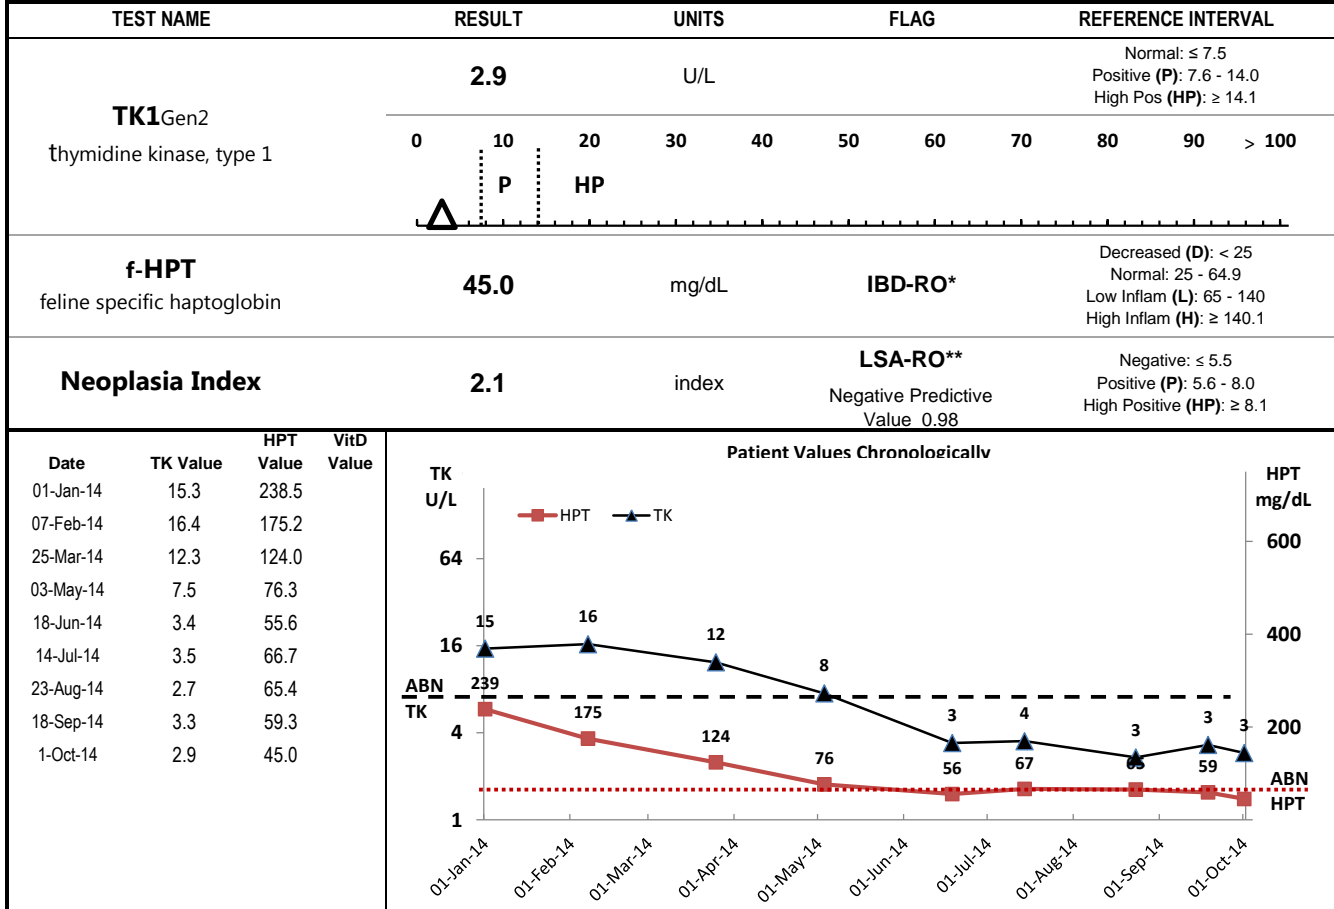 TEST NAME RESULT UNITS FLAG REFERENCE INTERVAL
TK1Gen2
thymidine kinase, type 1
2.9 U/L
Normal: ≤ 7.5
Positive (P): 7.6 - 14.0
High Pos (HP): ≥ 14.1
0 10 20 30 40 50 60 70 80 90 > 100
P HP
f-HPT
feline specific haptoglobin
45.0 mg/dL IBD-RO*
Decreased (D): < 25
Normal: 25 - 64.9
Low Inflam (L): 65 - 140
High Inflam (H): ≥ 140.1
Neoplasia Index 2.1 index
LSA-RO**
Negative Predictive
Value 0.98
Negative: ≤ 5.5
Positive (P): 5.6 - 8.0
High Positive (HP): ≥ 8.1
Date TK Value HPT Value VitD Value
01-Jan-14 15.3 238.5
07-Feb-14 16.4 175.2
25-Mar-14 12.3 124.0
03-May-14 7.5 76.3
18-Jun-14 3.4 55.6
14-Jul-14 3.5 66.7
23-Aug-14 2.7 65.4
18-Sep-14 3.3 59.3
1-Oct-14 2.9 45.0
Patient Values Chronologically
TK
U/L
HPT
mg/dL
HPT TK
64
16
4
1
600
400
200
ABN
TK
ABN
HPT
15 16 12 8 3 4 3 3 3
239 175 124 76 56 67 65 59
01-Jan-14 01-Feb-14 01-Mar-14 01-Apr-14 01-May-14 01-Jun-14 01-Jul-14 01-Aug-14 01-Sep-14 01-Oct-14